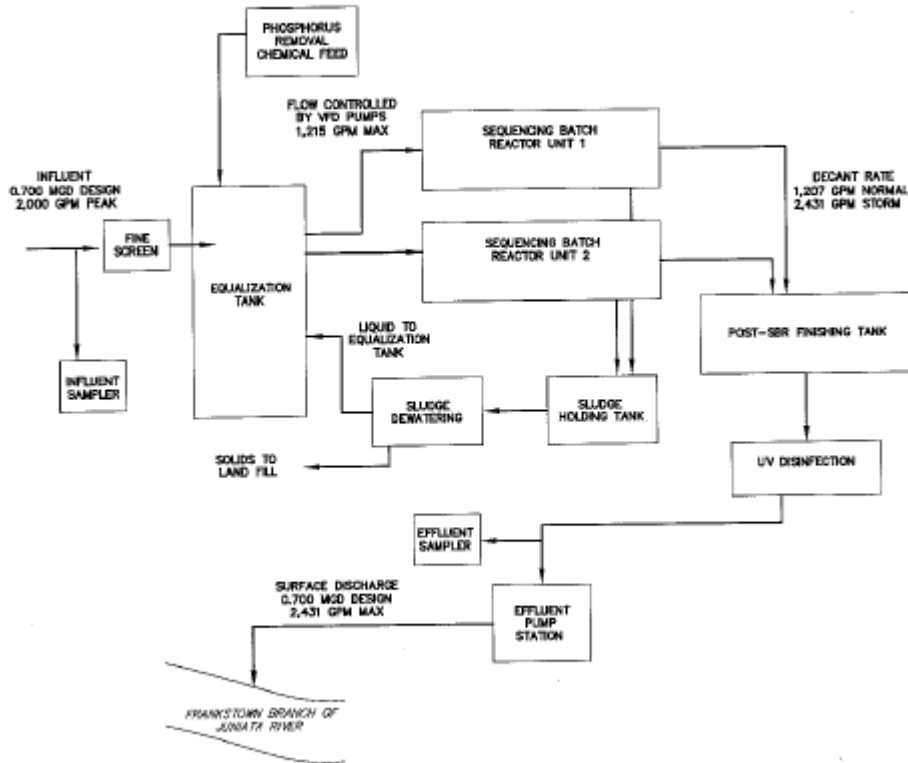 PHOSPHORUS
REMOVAL
CHEMICAL FEED
FLOW CONTROLLED
BY VFD PUMPS
1,215 GPM MAX
SEQUENCING BATCH
REACTOR UNIT 1
INFLUENT
0.700 MGD DESIGN
2,000 GPM PEAK
DECANT RATE
1,207 GPM NORMAL
2,431 GPM STORM
FINE
SCREEN
SEQUENCING BATCH
REACTOR UNIT 2
EQUALIZATION
TANK
LIQUID TO
EQUALIZATION
TANK
POST-SBR FINISHING TANK
INFLUENT
SAMPLER
SLUDGE
DEWATERING
SLUDGE
HOLDING TANK
SOLIDS TO
LAND FILL
UV DISINFECTION
EFFLUENT
SAMPLER
SURFACE DISCHARGE
0.700 MGD DESIGN
2,431 GPM MAX
EFFLUENT
PUMP
STATION
FRANKSTOWN BRANCH OF
JUNIATA RIVER